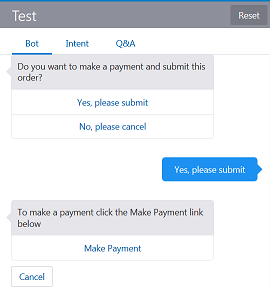 Test
Reset
Bot
Intent
Q&A
Do you want to make a payment and submit this
order?
Yes, please submit
No, please cancel
Yes, please submit
To make a payment click the Make Payment link
below
Make Payment
Cancel